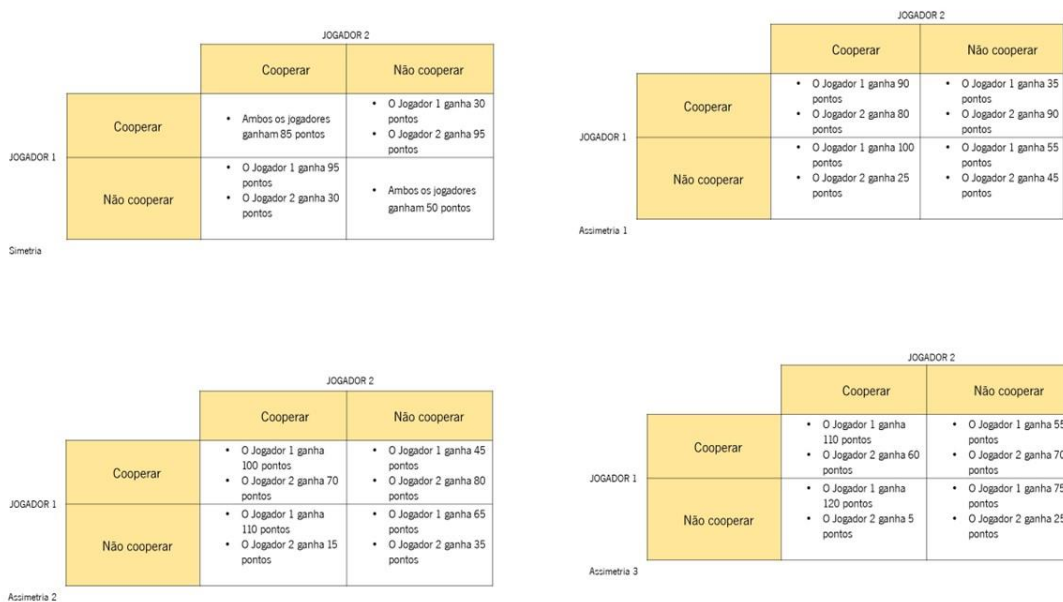 JOGADOR 2
Cooperar Não cooperar
JOGADOR 1
Cooperar
• Ambos os jogadores
ganham 85 pontos
• O Jogador 1 ganha 30
pontos
• O Jogador 2 ganha 95
pontos
Não cooperar
• O Jogador 1 ganha 95
pontos
• O Jogador 2 ganha 30
pontos
• Ambos os jogadores
ganham 50 pontos
Simetria
JOGADOR 2
Cooperar Não cooperar
JOGADOR 1
Cooperar
• O Jogador 1 ganha 90
pontos
• O Jogador 2 ganha 80
pontos
• O Jogador 1 ganha 35
pontos
• O Jogador 2 ganha 90
pontos
Não cooperar
• O Jogador 1 ganha 100
pontos
• O Jogador 2 ganha 25
pontos
• O Jogador 1 ganha 55
pontos
• O Jogador 2 ganha 45
pontos
Assimetria 1
JOGADOR 2
Cooperar Não cooperar
JOGADOR 1
Cooperar
• O Jogador 1 ganha
100 pontos
• O Jogador 2 ganha 70
pontos
• O Jogador 1 ganha 45
pontos
• O Jogador 2 ganha 80
pontos
Não cooperar
• O Jogador 1 ganha
110 pontos
• O Jogador 2 ganha 15
pontos
• O Jogador 1 ganha 65
pontos
• O Jogador 2 ganha 35
pontos
Assimetria 2
JOGADOR 2
Cooperar Não cooperar
JOGADOR 1
Cooperar
• O Jogador 1 ganha
110 pontos
• O Jogador 2 ganha 60
pontos
• O Jogador 1 ganha 55
pontos
• O Jogador 2 ganha 70
pontos
Não cooperar
• O Jogador 1 ganha
120 pontos
• O Jogador 2 ganha 5
pontos
• O Jogador 1 ganha 75
pontos
• O Jogador 2 ganha 25
pontos
Assimetria 3